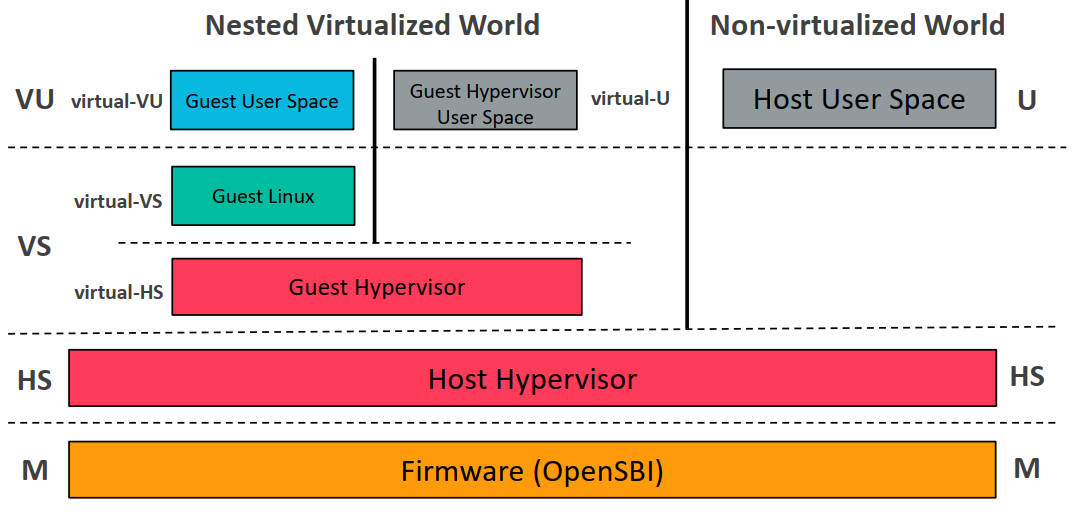 Nested Virtualized World
Non-virtualized World
VU
virtual-VU
Guest User Space
Guest Hypervisor
User Space
virtual-U
Host User Space
U
virtual-VS
Guest Linux
VS
virtual-HS
Guest Hypervisor
HS
Host Hypervisor
HS
M
Firmware (OpenSBI)
M